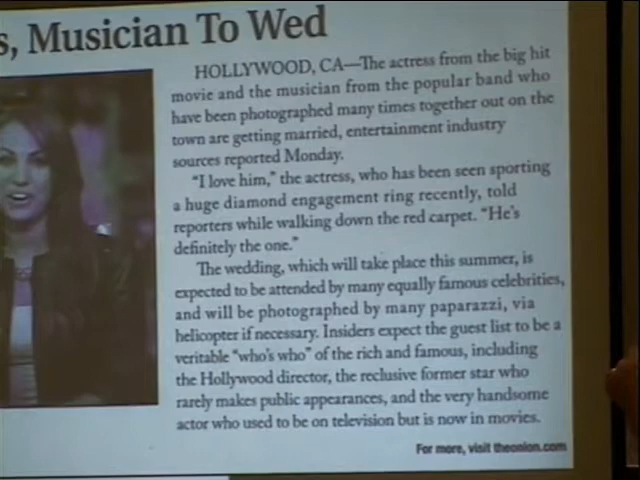 s, Musician To Wed
HOLLYWOOD, CA—The actress from the big hit
movie and the musician from the popular band who
have been photographed many times together out on the
town are getting married, entertainment industry
sources reported Monday.
"I love him," the actress, who has been seen sporting
a huge diamond engagement ring recently, told
reporters while walking down the red carpet. "He's
definitely the one."
The wedding, which will take place this summer, is
expected to be attended by many equally famous celebrities,
and will be photographed by many paparazzi, via
helicopter if necessary. Insiders expect the guest list to be a
veritable "who's who" of the rich and famous, including
the Hollywood director, the reclusive former star who
rarely makes public appearances, and the very handsome
actor who used to be on television but is now in movies.
For more, visit theonion.com